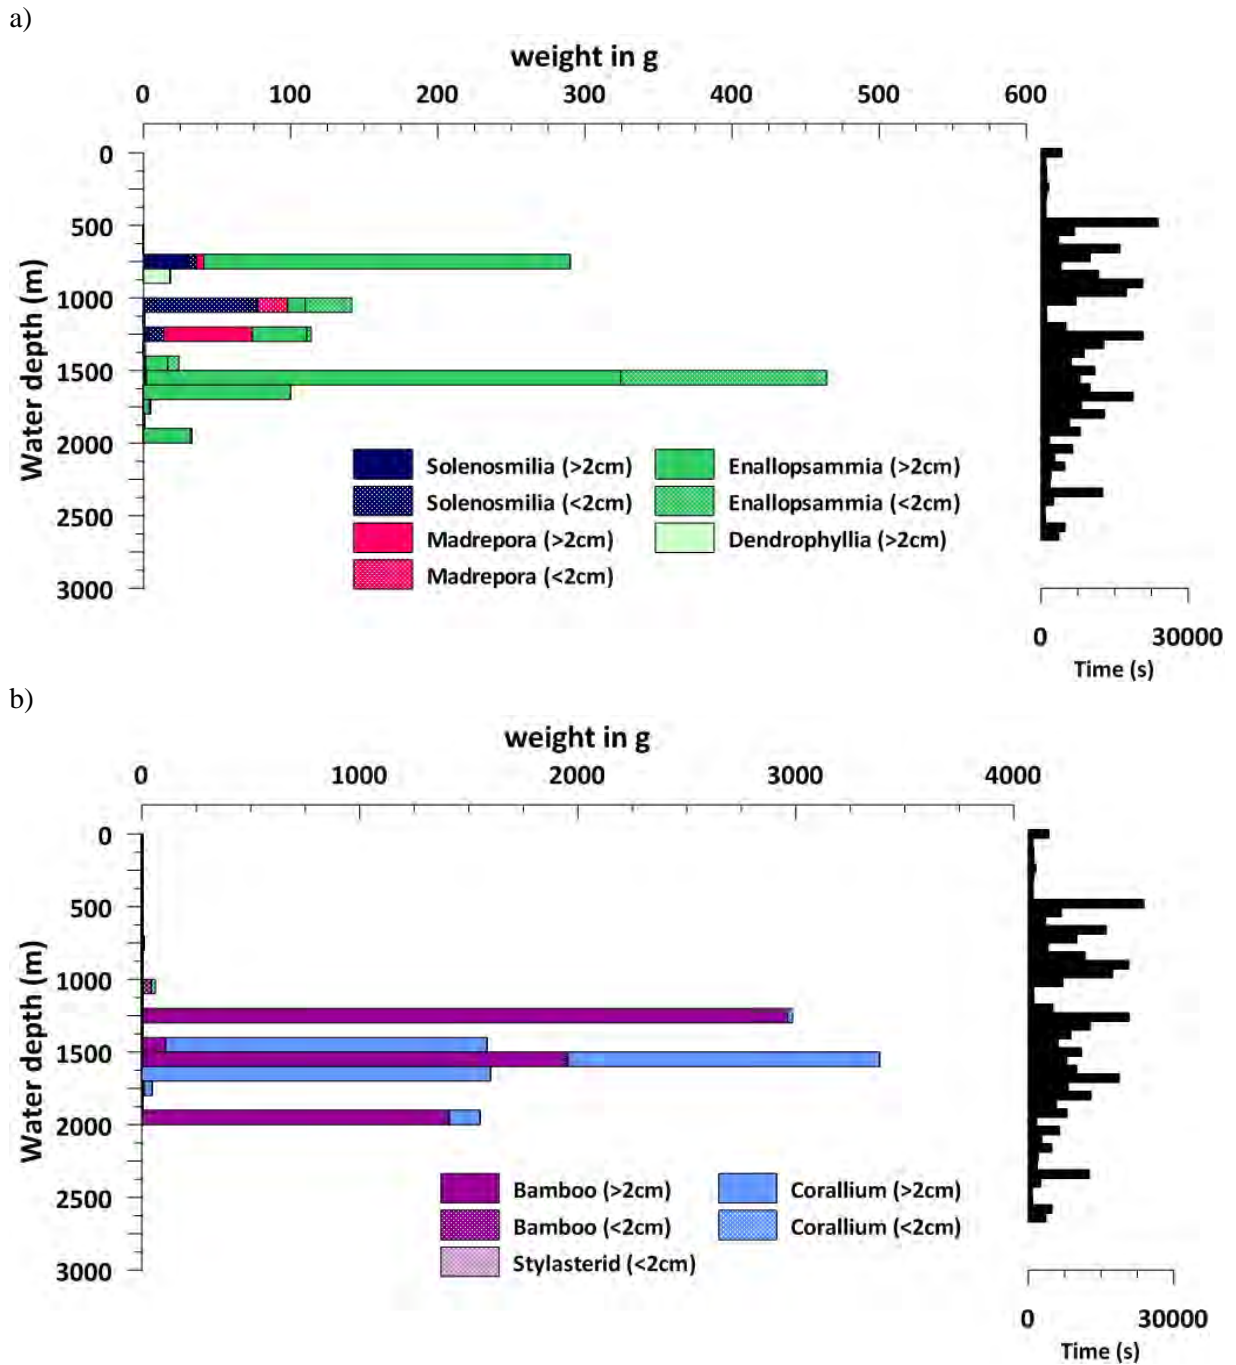 a)
weight in g
0 100 200 300 400 500 600
0
500
1000
1500
2000
2500
3000
Water depth (m)
Solenosmilia (>2cm)
Solenosmilia (<2cm)
Madrepora (>2cm)
Madrepora (<2cm)
Enallopsammia (>2cm)
Enallopsammia (<2cm)
Dendrophyllia (>2cm)
0 30000
Time (s)
b)
weight in g
0 1000 2000 3000 4000
0
500
1000
1500
2000
2500
3000
Water depth (m)
Bamboo (>2cm)
Bamboo (<2cm)
Stylasterid (<2cm)
Corallium (>2cm)
Corallium (<2cm)
0 30000
Time (s)